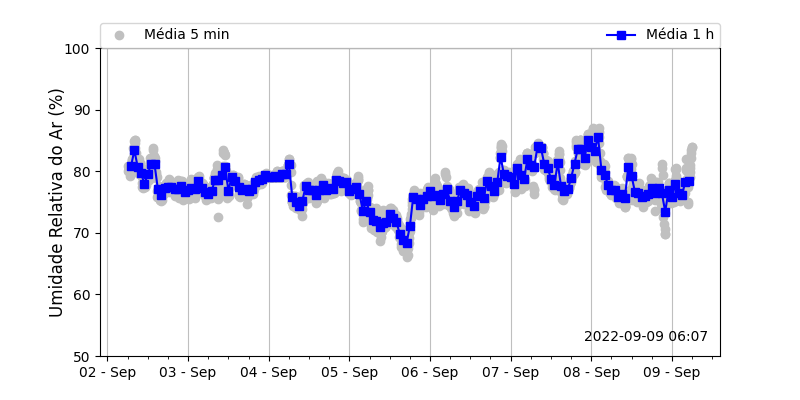 Média 5 min
Média 1 h
Umidade Relativa do Ar (%)
100
90
80
70
60
50
2022-09-09 06:07
02 - Sep
03 - Sep
04 - Sep
05 - Sep
06 - Sep
07 - Sep
08 - Sep
09 - Sep